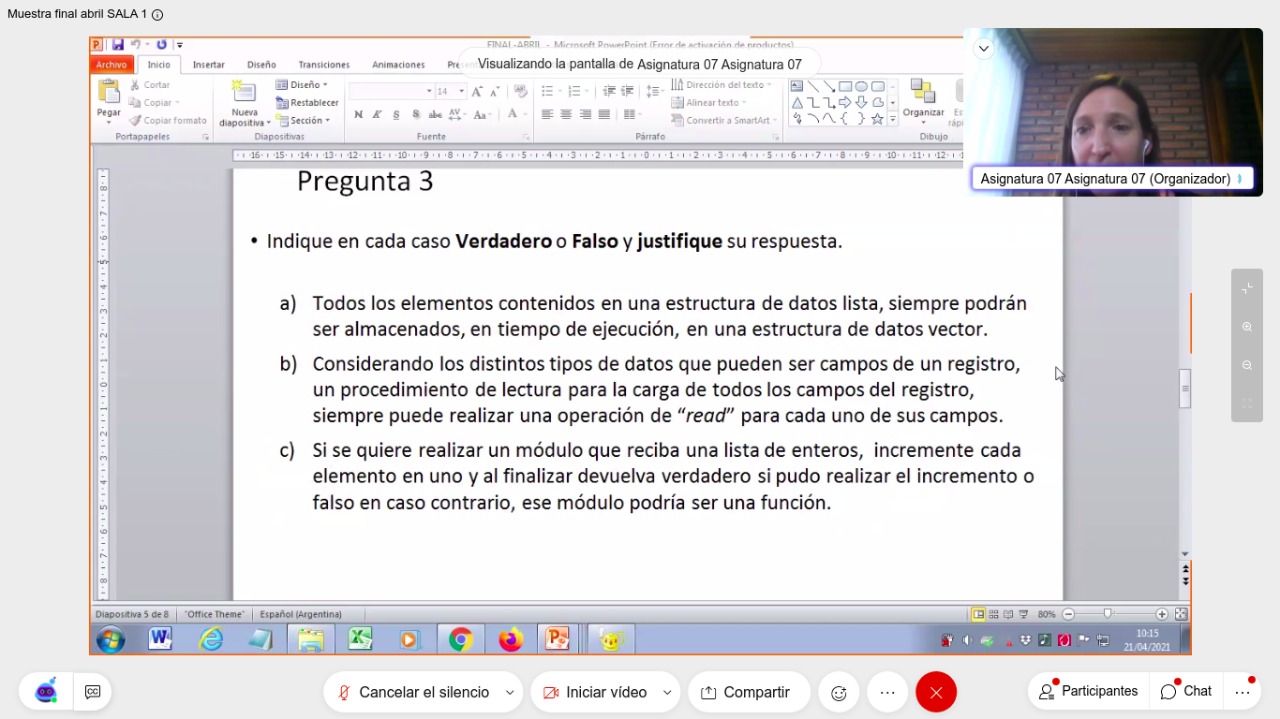 Muestra final abril SALA 1
FINAL-ABRIL - Microsoft PowerPoint (Error de activación de productos)
Visualizando la pantalla de Asignatura 07 Asignatura 07
Archivo Inicio Insertar Diseño Transiciones Animaciones
Cortar
Copiar
Copiar formato
Pegar
Portapapeles
Nueva
diapositiva
Diseño
Restablecer
Sección
Diapositivas
14
N K S S abc AV Aa A
Fuente
Párrafo
Dirección del texto
Alinear texto
Convertir a SmartArt
Organizar
Dibujo
Asignatura 07 Asignatura 07 (Organizador)
Pregunta 3
• Indique en cada caso Verdadero o Falso y justifique su respuesta.
a) Todos los elementos contenidos en una estructura de datos lista, siempre podrán
ser almacenados, en tiempo de ejecución, en una estructura de datos vector.
b) Considerando los distintos tipos de datos que pueden ser campos de un registro,
un procedimiento de lectura para la carga de todos los campos del registro,
siempre puede realizar una operación de “read” para cada uno de sus campos.
c) Si se quiere realizar un módulo que reciba una lista de enteros, incremente cada
elemento en uno y al finalizar devuelva verdadero si pudo realizar el incremento o
falso en caso contrario, ese módulo podría ser una función.
Diapositiva 5 de 8 "Office Theme" Español (Argentina) 80%
10:15
21/04/2021
Cancelar el silencio Iniciar vídeo Compartir Participantes Chat